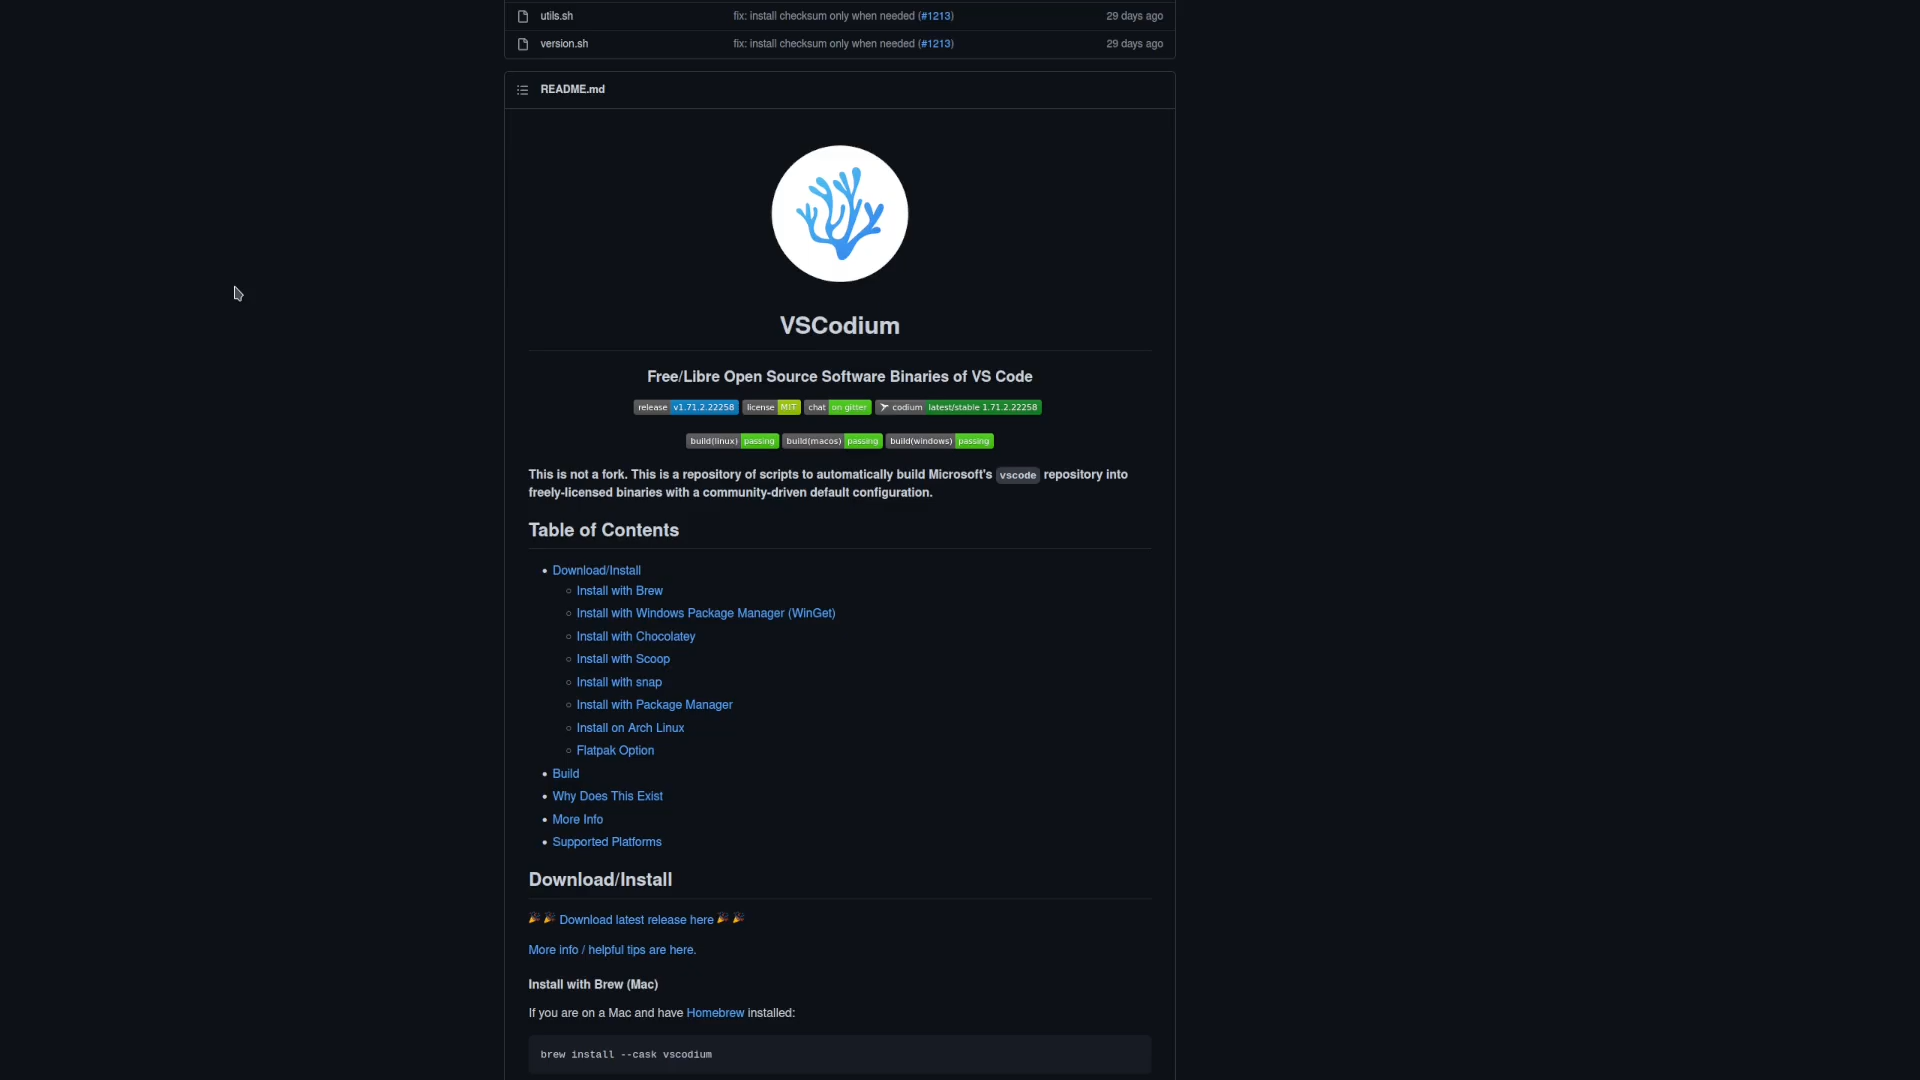 utils.sh fix: install checksum only when needed (#1213) 29 days ago
version.sh fix: install checksum only when needed (#1213) 29 days ago
README.md
VSCodium
Free/Libre Open Source Software Binaries of VS Code
release v1.71.2.22258 license MIT chat on gitter codium latest/stable 1.71.2.22258
build(linux) passing build(macos) passing build(windows) passing
This is not a fork. This is a repository of scripts to automatically build Microsoft's vscode repository into
freely-licensed binaries with a community-driven default configuration.
Table of Contents
Download/Install
Install with Brew
Install with Windows Package Manager (WinGet)
Install with Chocolatey
Install with Scoop
Install with snap
Install with Package Manager
Install on Arch Linux
Flatpak Option
Build
Why Does This Exist
More Info
Supported Platforms
Download/Install
🎉 🎉 Download latest release here 🎉 🎉
More info / helpful tips are here.
Install with Brew (Mac)
If you are on a Mac and have Homebrew installed:
brew install --cask vscodium